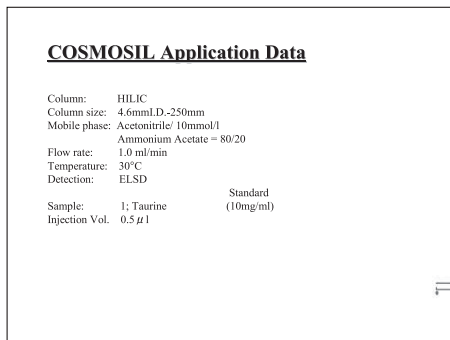 COSMOSIL Application Data
Column: HILIC
Column size: 4.6mmI.D.-250mm
Mobile phase: Acetonitrile/ 10mmol/l
Ammonium Acetate = 80/20
Flow rate: 1.0 ml/min
Temperature: 30°C
Detection: ELSD
Standard
Sample: 1; Taurine (10mg/ml)
Injection Vol. 0.5 μ l